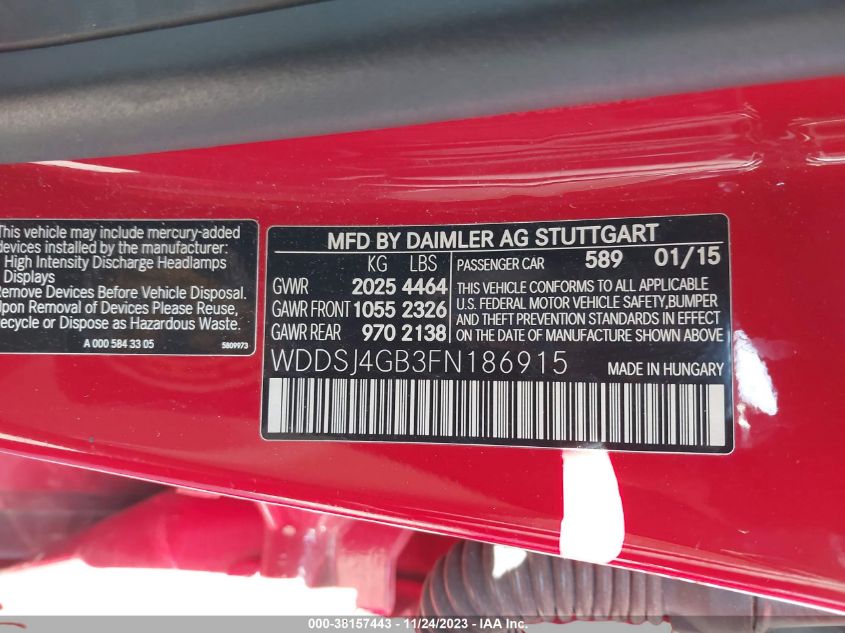 This vehicle may include mercury-added
devices installed by the manufacturer:
High Intensity Discharge Headlamps
Displays
Remove Devices Before Vehicle Disposal.
Upon Removal of Devices Please Reuse,
Recycle or Dispose as Hazardous Waste.
A 000 584 33 05
5809973
MFD BY DAIMLER AG STUTTGART
KG LBS
GVWR 2025 4464
GAWR FRONT 1055 2326
GAWR REAR 970 2138
PASSENGER CAR 589 01/15
THIS VEHICLE CONFORMS TO ALL APPLICABLE
U.S. FEDERAL MOTOR VEHICLE SAFETY, BUMPER
AND THEFT PREVENTION STANDARDS IN EFFECT
ON THE DATE OF MANUFACTURE SHOWN ABOVE
WDDSJ4GB3FN186915
MADE IN HUNGARY
000-38157443 - 11/24/2023 - IAA Inc.